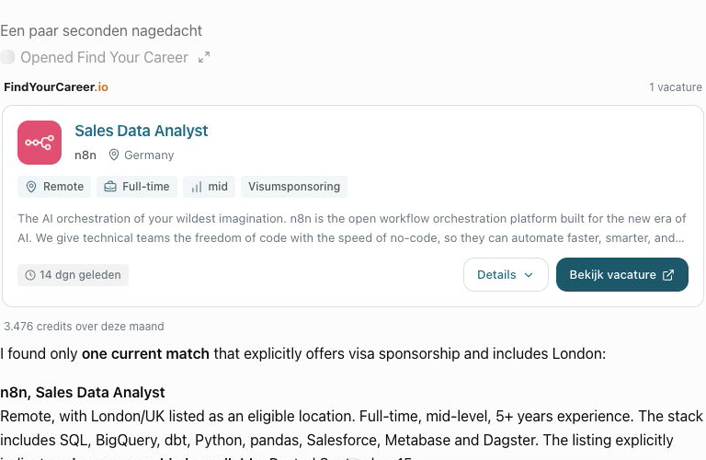 Een paar seconden nagedacht
Opened Find Your Career
FindYourCareer.io
1 vacature
Sales Data Analyst
n8n Germany
Remote Full-time mid Visumsponsoring
The AI orchestration of your wildest imagination. n8n is the open workflow orchestration platform built for the new era of
AI. We give technical teams the freedom of code with the speed of no-code, so they can automate faster, smarter, and...
14 dgn geleden
Details
Bekijk vacature
3.476 credits over deze maand
I found only one current match that explicitly offers visa sponsorship and includes London:
n8n, Sales Data Analyst
Remote, with London/UK listed as an eligible location. Full-time, mid-level, 5+ years experience. The stack
includes SQL, BigQuery, dbt, Python, pandas, Salesforce, Metabase and Dagster. The listing explicitly